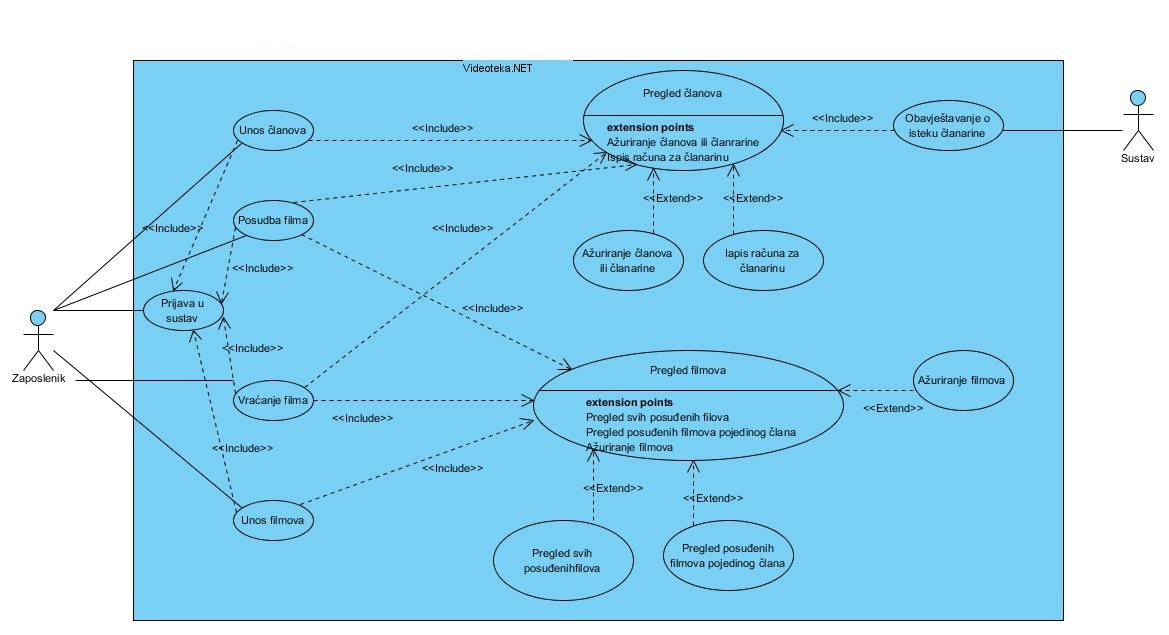 Videoteka.NET
Pregled članova
extension points
Ažuriranje članova ili člranrarine
Ispis računa za članarinu
Unos članova
<<Include>>
<<Include>>
Obavještavanje o
isteku članarine
Sustav
<<Include>>
<<Extend>>
<<Extend>>
<<Include>>
Posudba filma
<<Include>>
<<Include>>
Ažuriranje članova
ili članarine
Iapis računa za
članarinu
Prijava u
sustav
<<Include>>
<<Include>>
Zaposlenik
Vraćanje filma
<<Include>>
Pregled filmova
extension points
Pregled svih posuđenih filova
Pregled posuđenih filmova pojedinog člana
Ažuriranje filmova
Ažuriranje filmova
<<Extend>>
<<Include>>
<<Include>>
<<Extend>>
<<Extend>>
Unos filmova
Pregled svih
posuđenihfilova
Pregled posuđenih
filmova pojedinog člana